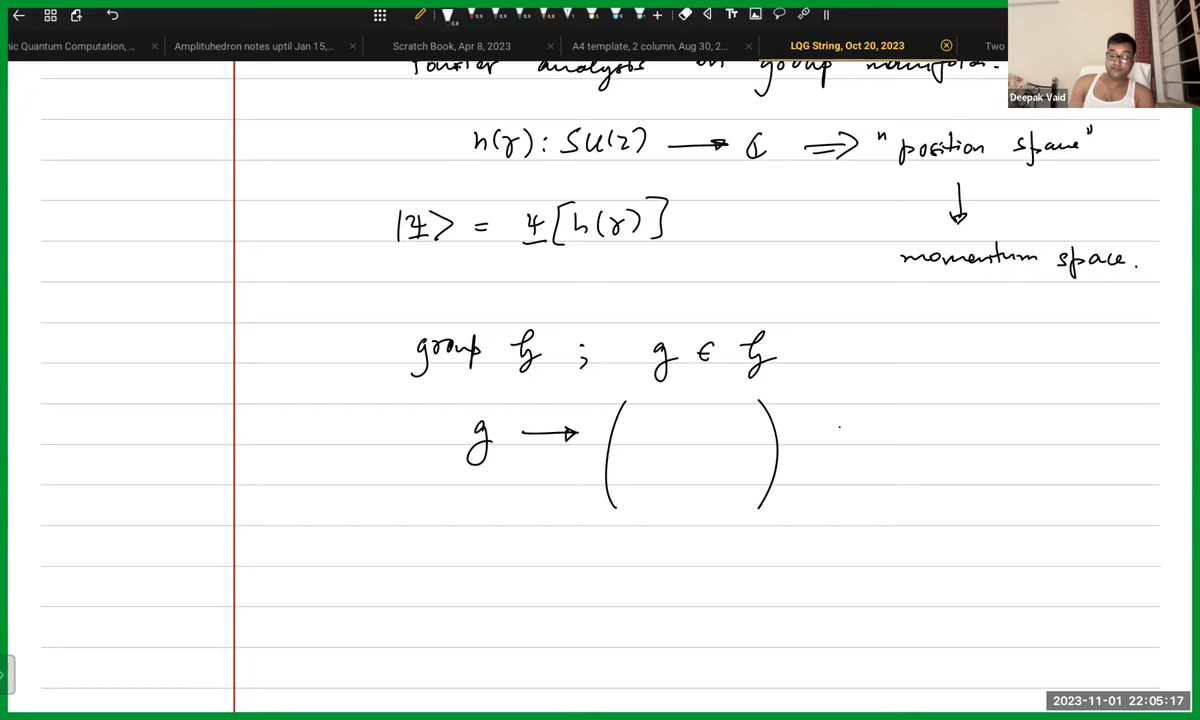 nic Quantum Computation, ... × Amplituhedron notes uptil Jan 15,... × Scratch Book, Apr 8, 2023 × A4 template, 2 column, Aug 30, 2... × LQG String, Oct 20, 2023 Two
Deepak Vaid
fourier analysis on group manifold.
h(γ): SU(2) → ℂ ⇒ "position space"
↓
|Ψ⟩ = Ψ[h(γ)]
momentum space.
group G ; g ∈ G
g → ( )
2023-11-01 22:05:17